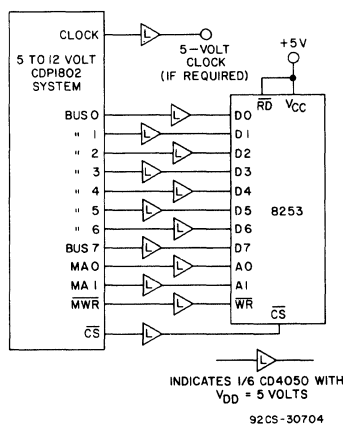 CLOCK
L
5-VOLT
CLOCK
(IF REQUIRED)
+5V
5 TO 12 VOLT
CDP1802
SYSTEM
RD VCC
BUS 0 L D0
" 1 L D1
" 2 L D2
" 3 L D3
" 4 L D4
" 5 L D5
" 6 L D6
BUS 7 L D7
8253
MA 0 L A0
MA 1 L A1
MWR L WR
CS L CS
L
INDICATES 1/6 CD4050 WITH
VDD = 5 VOLTS
92CS-30704